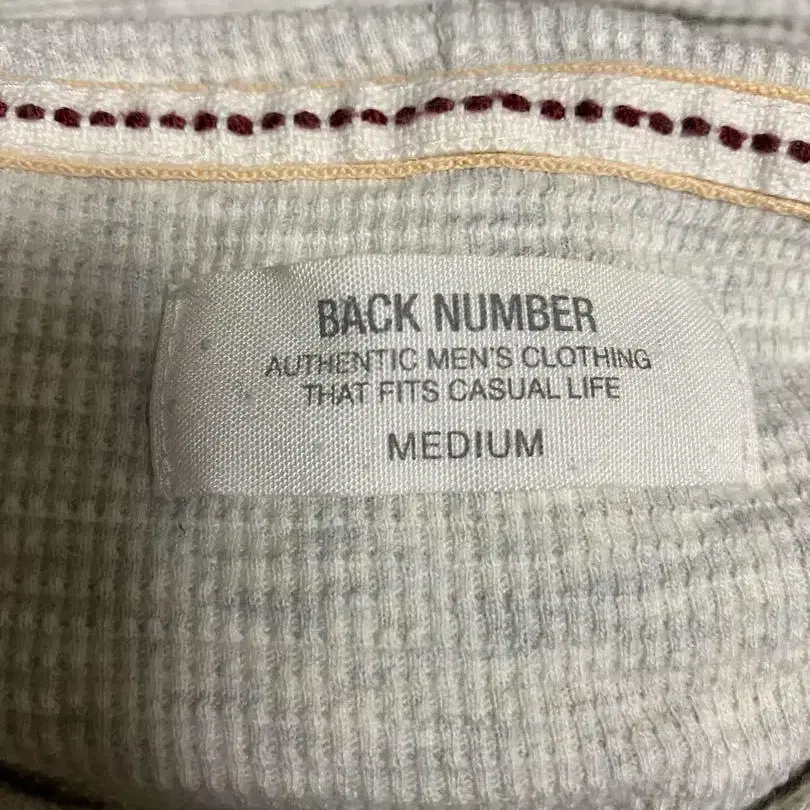 BACK NUMBER
AUTHENTIC MEN'S CLOTHING
THAT FITS CASUAL LIFE
MEDIUM